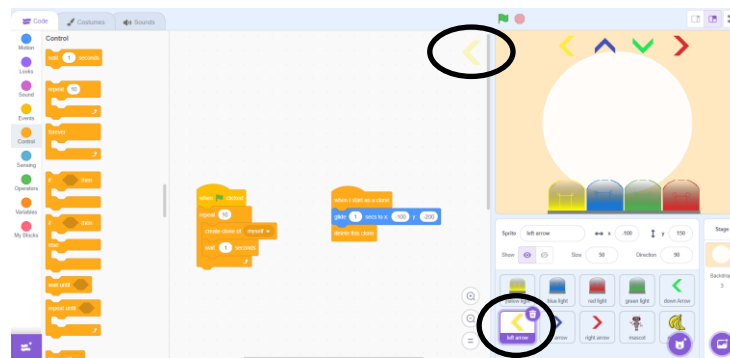 Code Costumes Sounds
Motion
Looks
Sound
Events
Control
Sensing
Operators
Variables
My Blocks
Control
wait 1 seconds
repeat 10
forever
if then
if then
else
wait until
repeat until
when clicked
repeat 10
create clone of myself
wait 1 seconds
when I start as a clone
glide 1 secs to x: -100 y: -200
delete this clone
Sprite left arrow x y 150
Show Size 50 Direction 90
Stage
Backdrops
3
yellow light blue light red light green light down Arrow
left arrow arrow right arrow mascot